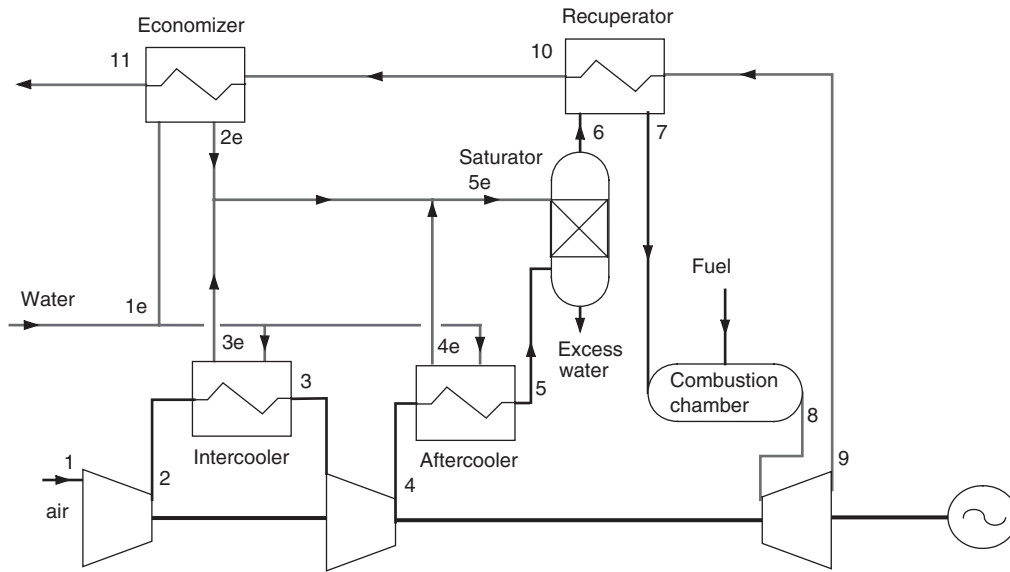 Recuperator
Economizer
11
10
2e
6
7
Saturator
5e
Fuel
Water
1e
3e
4e
Excess
water
3
5
Combustion
chamber
8
Intercooler
Aftercooler
1
2
4
9
air